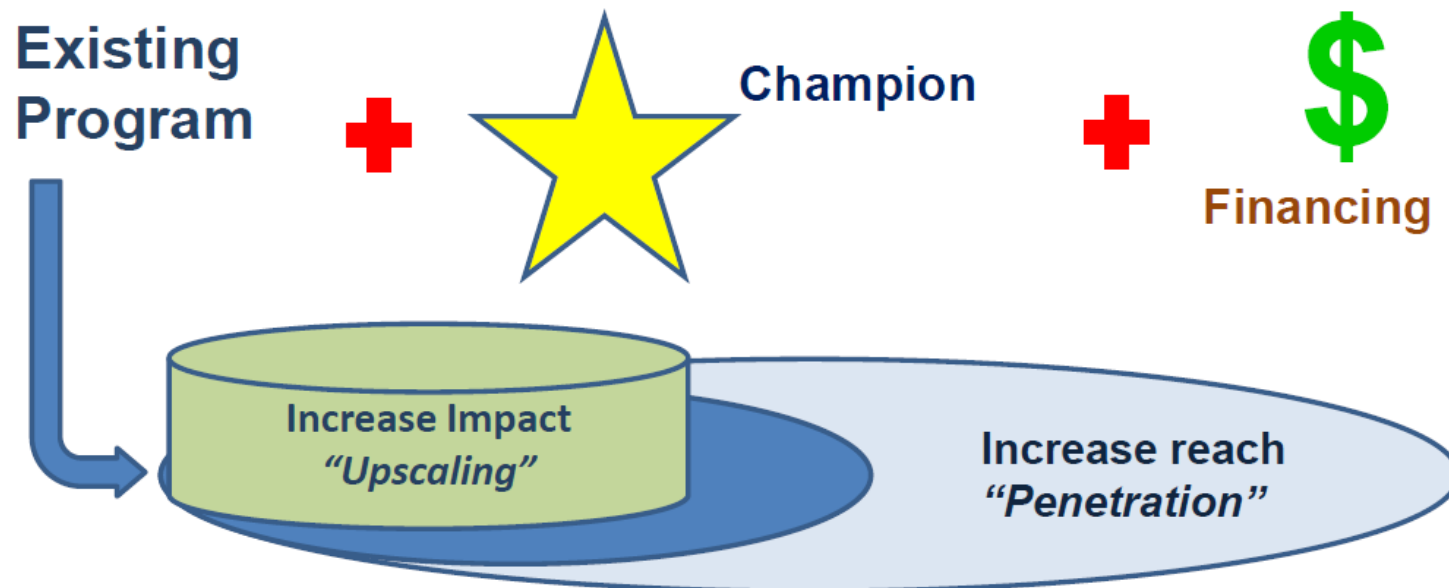 Existing
Program
Champion
$
Financing
Increase Impact
“Upscaling”
Increase reach
“Penetration”